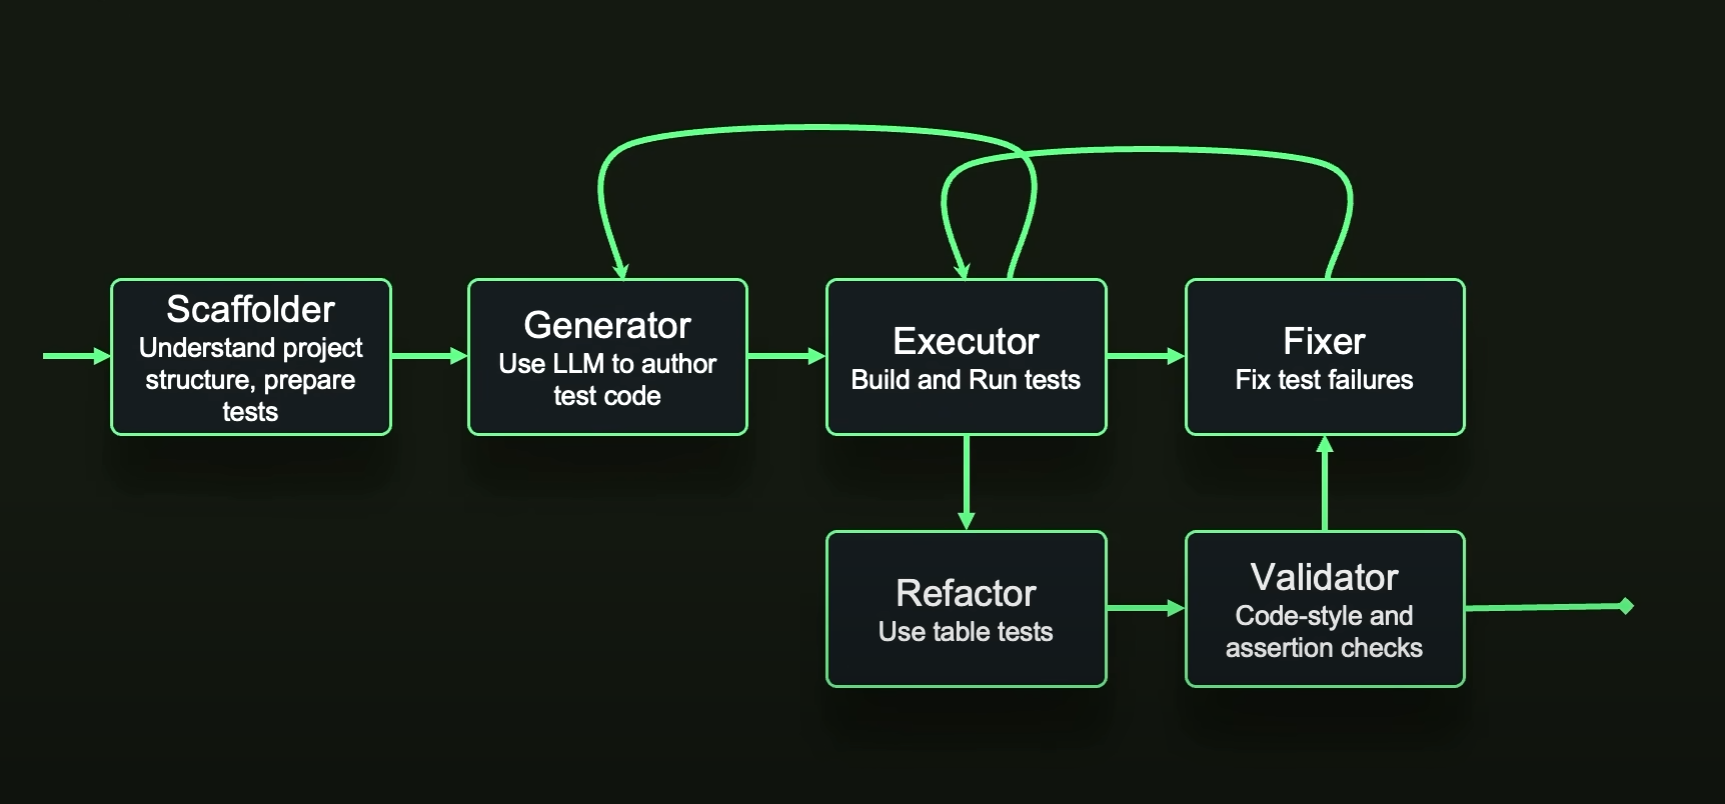 Scaffolder
Understand project
structure, prepare
tests
Generator
Use LLM to author
test code
Executor
Build and Run tests
Fixer
Fix test failures
Refactor
Use table tests
Validator
Code-style and
assertion checks